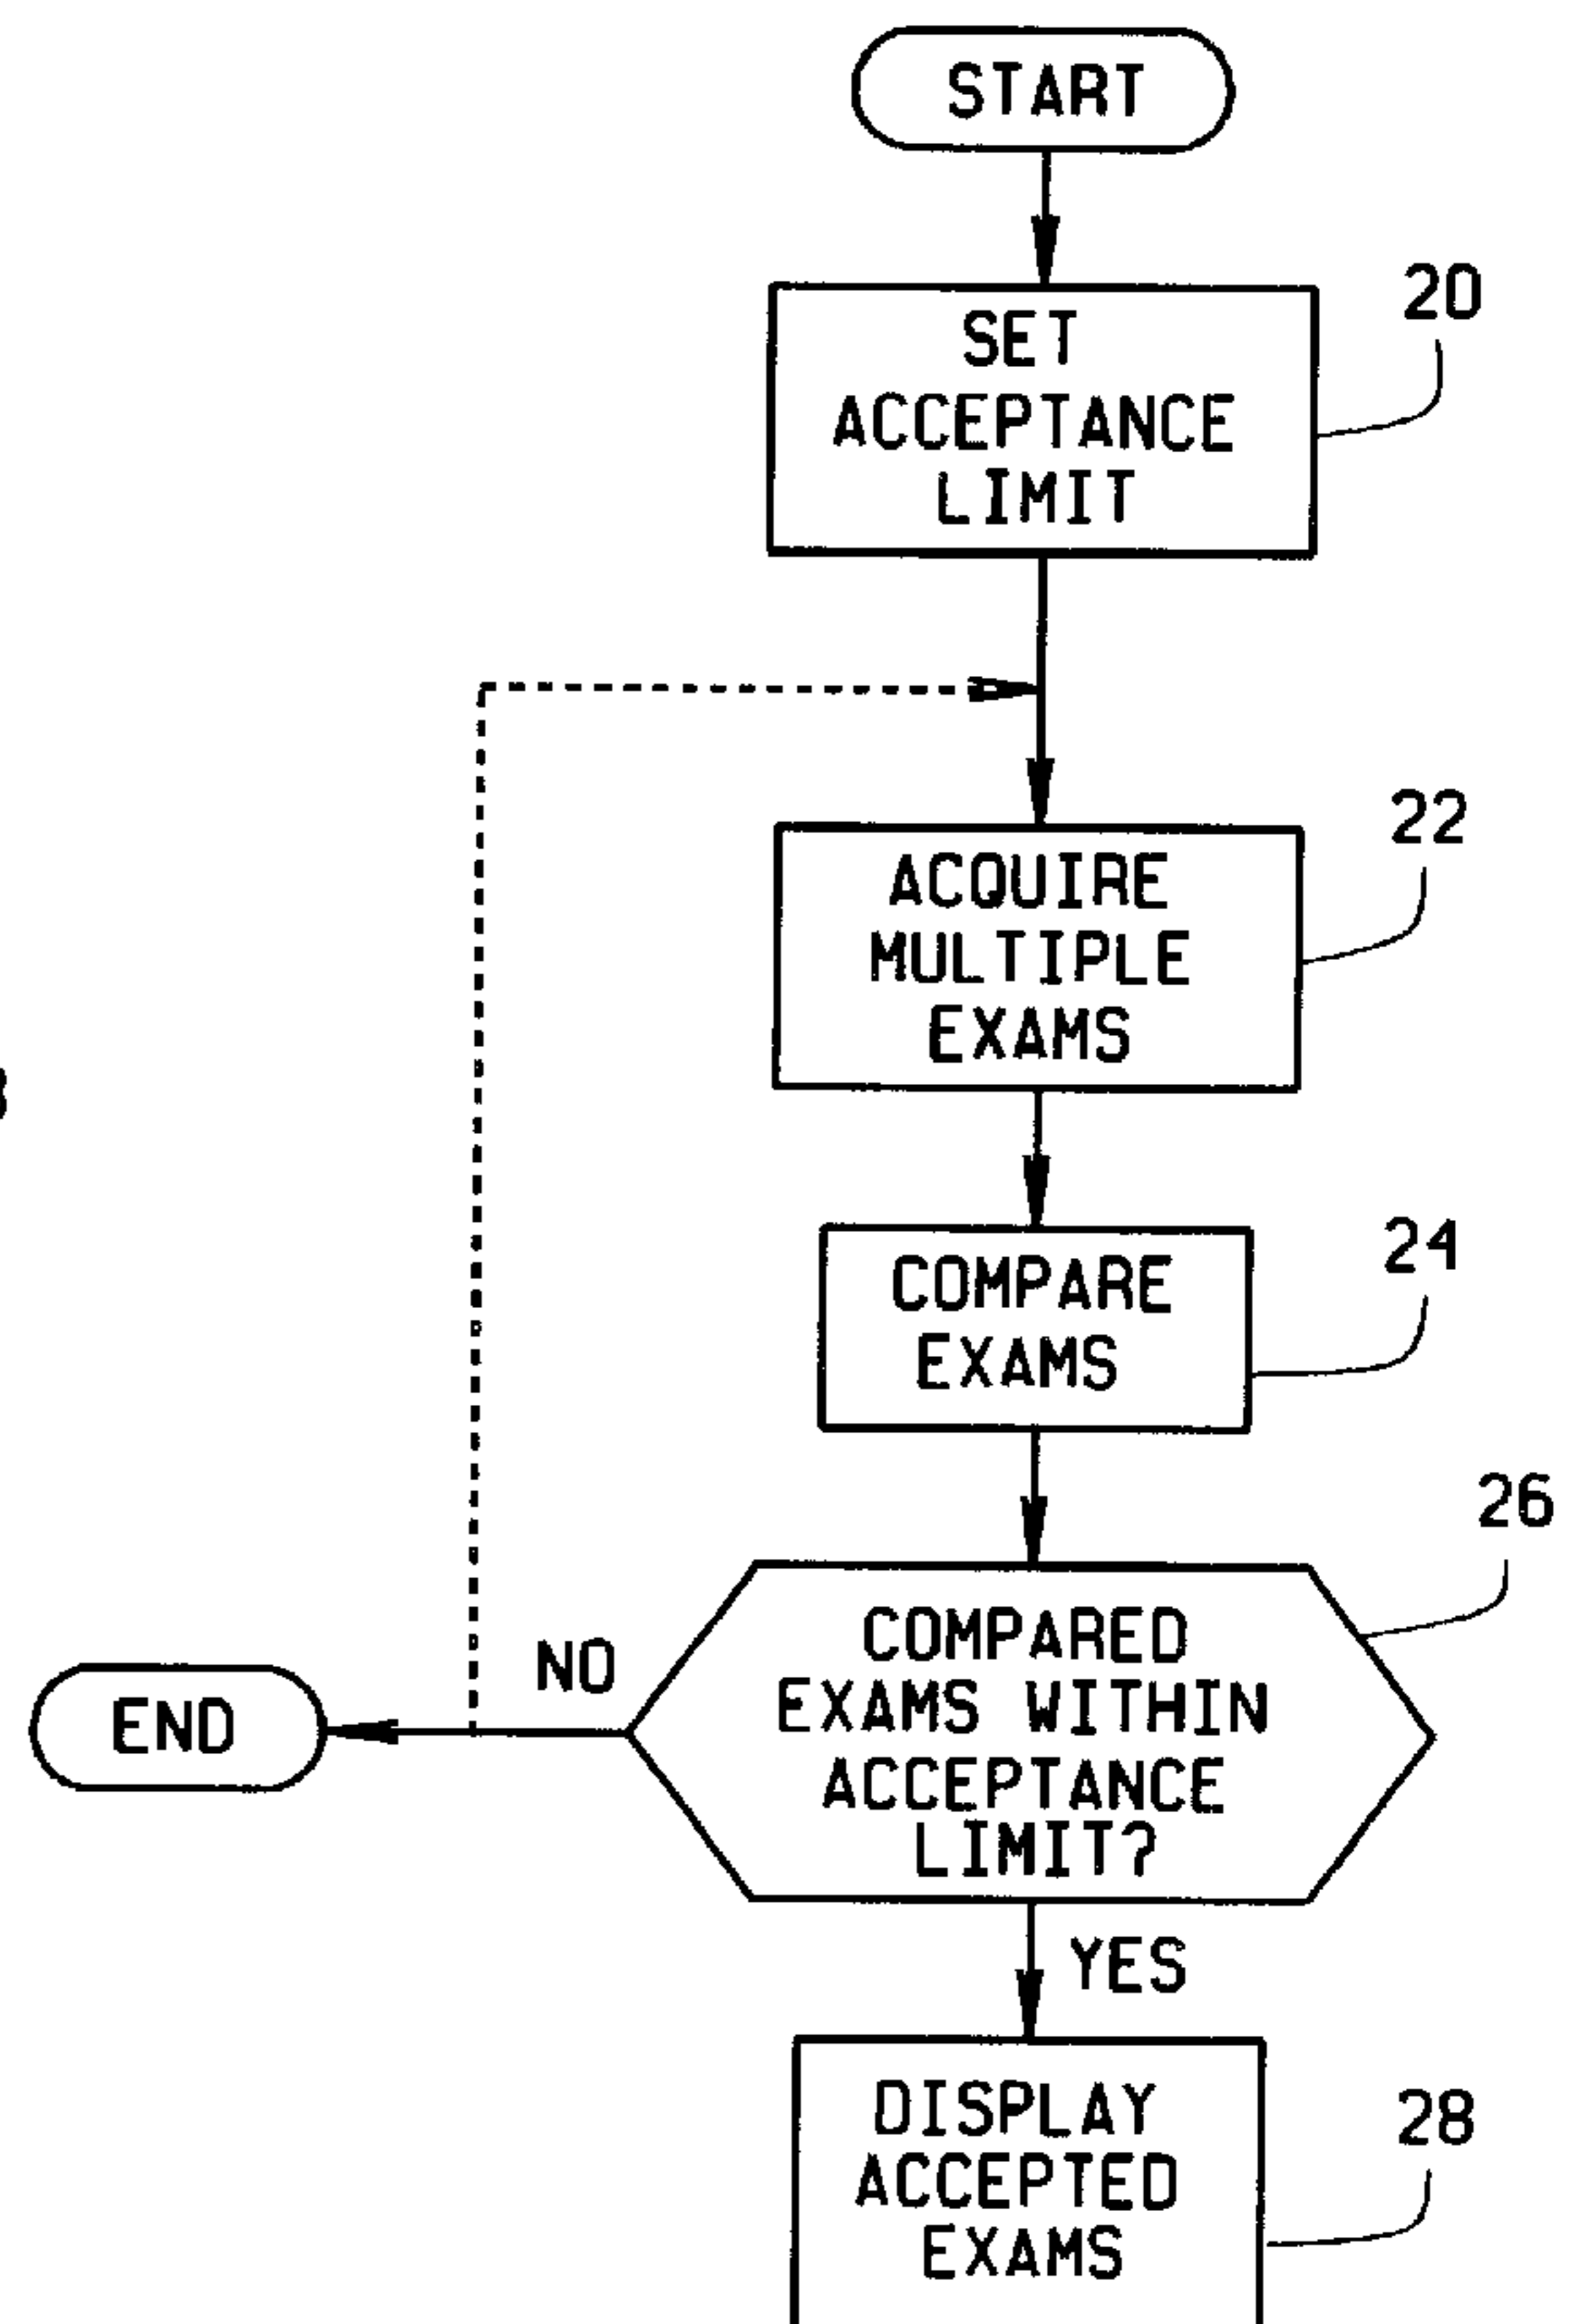 START
20
SET
ACCEPTANCE
LIMIT
22
ACQUIRE
MULTIPLE
EXAMS
24
COMPARE
EXAMS
26
COMPARED
EXAMS WITHIN
ACCEPTANCE
LIMIT?
NO
END
YES
28
DISPLAY
ACCEPTED
EXAMS